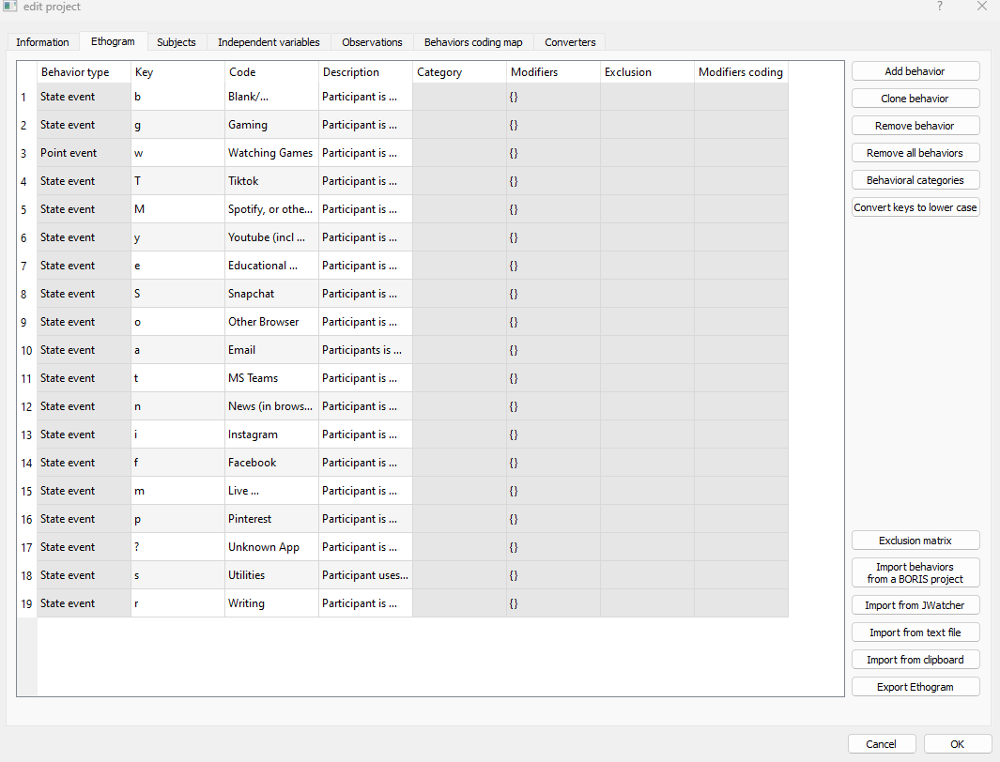 edit project
?
Information Ethogram Subjects Independent variables Observations Behaviors coding map Converters
Behavior type Key Code Description Category Modifiers Exclusion Modifiers coding
1 State event b Blank/... Participant is ... {}
2 State event g Gaming Participant is ... {}
3 Point event w Watching Games Participant is ... {}
4 State event T Tiktok Participant is ... {}
5 State event M Spotify, or othe... Participant is ... {}
6 State event y Youtube (incl ... Participant is ... {}
7 State event e Educational ... Participant is ... {}
8 State event S Snapchat Participant is ... {}
9 State event o Other Browser Participant is ... {}
10 State event a Email Participants is ... {}
11 State event t MS Teams Participant is ... {}
12 State event n News (in brows... Participant is ... {}
13 State event i Instagram Participant is ... {}
14 State event f Facebook Participant is ... {}
15 State event m Live ... Participant is ... {}
16 State event p Pinterest Participant is ... {}
17 State event ? Unknown App Participant is ... {}
18 State event s Utilities Participant uses... {}
19 State event r Writing Participant is ... {}
Add behavior
Clone behavior
Remove behavior
Remove all behaviors
Behavioral categories
Convert keys to lower case
Exclusion matrix
Import behaviors
from a BORIS project
Import from JWatcher
Import from text file
Import from clipboard
Export Ethogram
Cancel OK